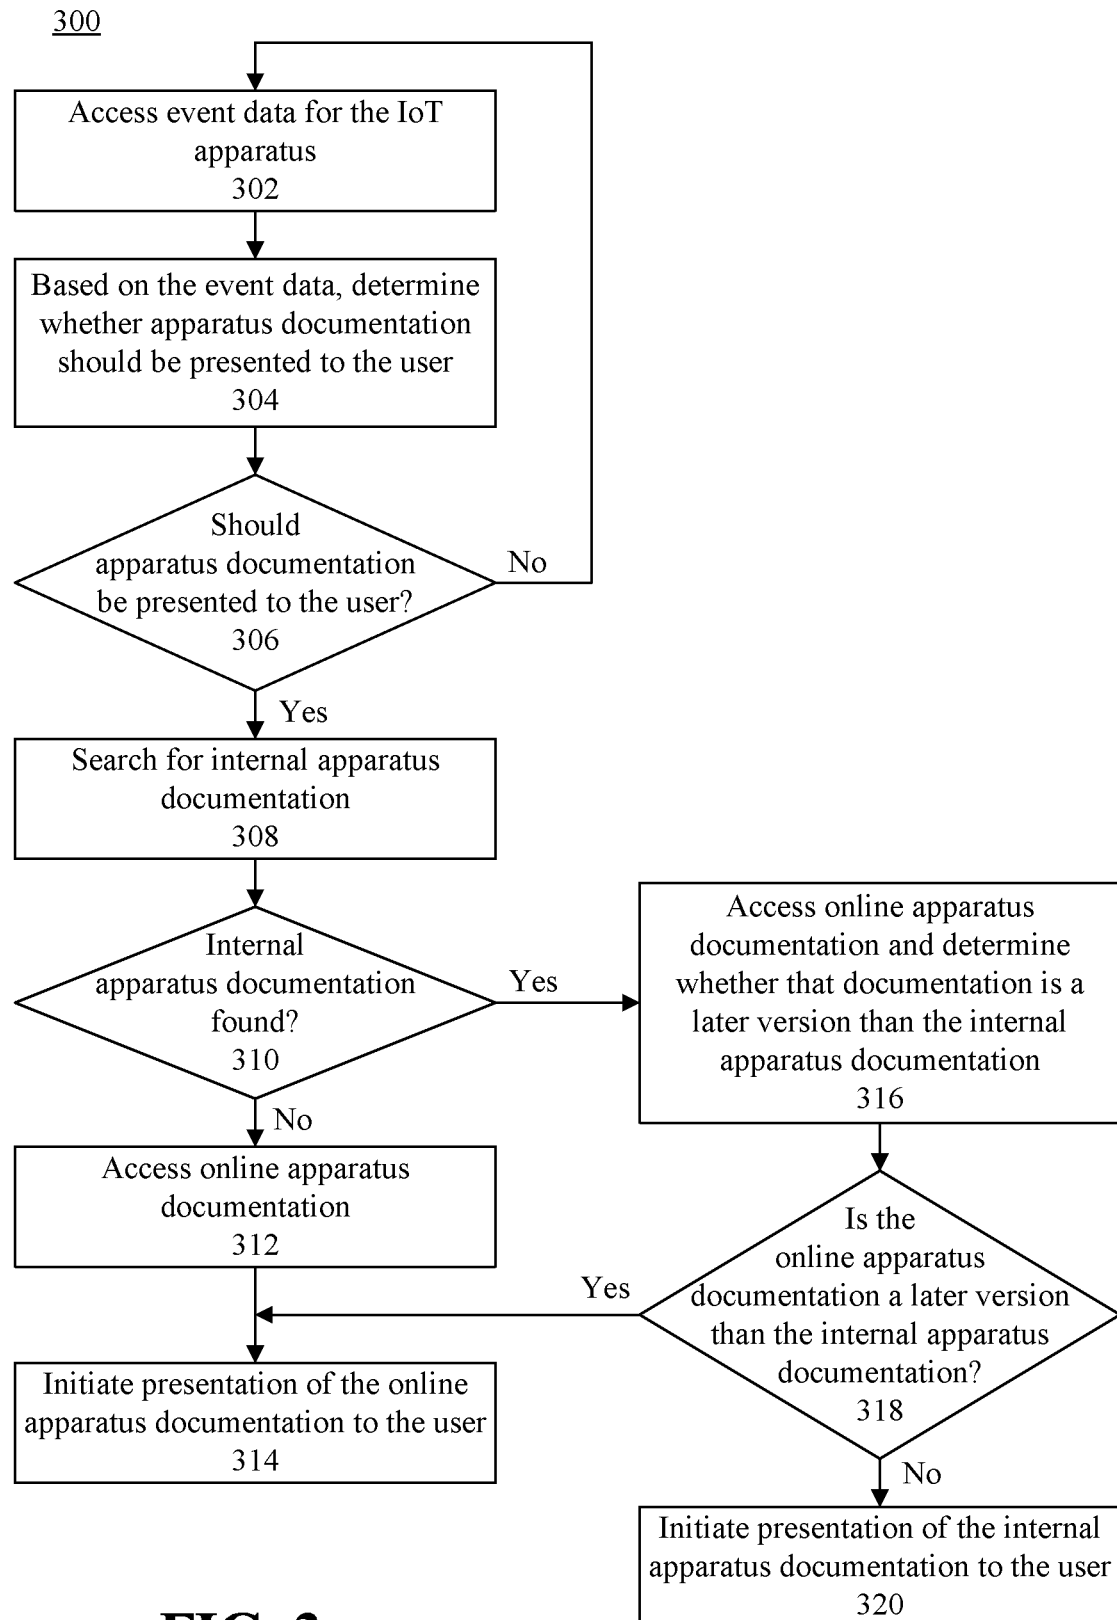 300
Access event data for the IoT
apparatus
302
Based on the event data, determine
whether apparatus documentation
should be presented to the user
304
Should
apparatus documentation
be presented to the user?
306
No
Yes
Search for internal apparatus
documentation
308
Internal
apparatus documentation
found?
310
Yes
No
Access online apparatus
documentation
312
Initiate presentation of the online
apparatus documentation to the user
314
Access online apparatus
documentation and determine
whether that documentation is a
later version than the internal
apparatus documentation
316
Is the
online apparatus
documentation a later version
than the internal apparatus
documentation?
318
Yes
No
Initiate presentation of the internal
apparatus documentation to the user
320
FIG.